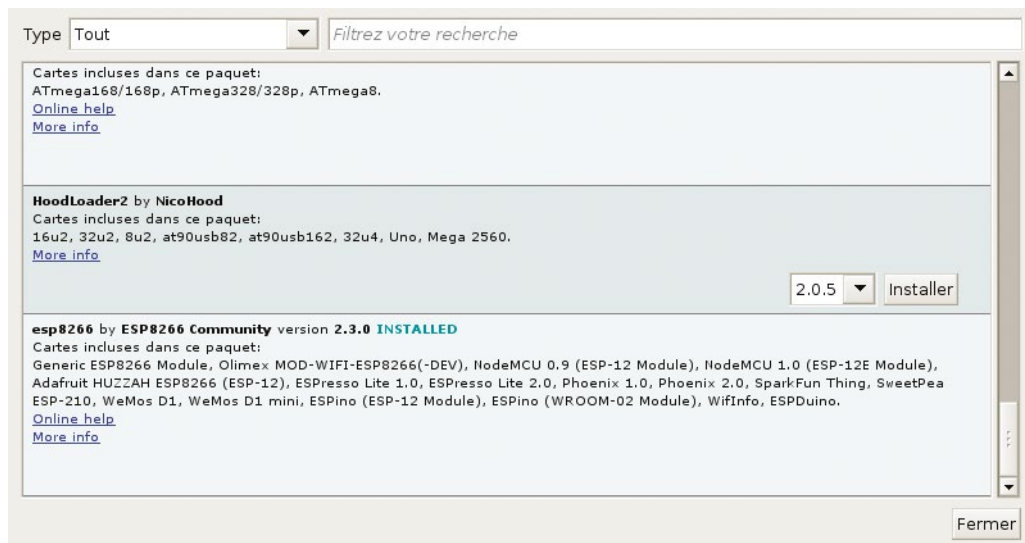 Type Tout Filtrez votre recherche
Cartes incluses dans ce paquet:
ATmega168/168p, ATmega328/328p, ATmega8.
Online help
More info
HoodLoader2 by NicoHood
Cartes incluses dans ce paquet:
16u2, 32u2, 8u2, at90usb82, at90usb162, 32u4, Uno, Mega 2560.
More info
2.0.5 Installer
esp8266 by ESP8266 Community version 2.3.0 INSTALLED
Cartes incluses dans ce paquet:
Generic ESP8266 Module, Olimex MOD-WIFI-ESP8266(-DEV), NodeMCU 0.9 (ESP-12 Module), NodeMCU 1.0 (ESP-12E Module),
Adafruit HUZZAH ESP8266 (ESP-12), ESPresso Lite 1.0, ESPresso Lite 2.0, Phoenix 1.0, Phoenix 2.0, SparkFun Thing, SweetPea
ESP-210, WeMos D1, WeMos D1 mini, ESPino (ESP-12 Module), ESPino (WROOM-02 Module), WifInfo, ESPDuino.
Online help
More info
Fermer